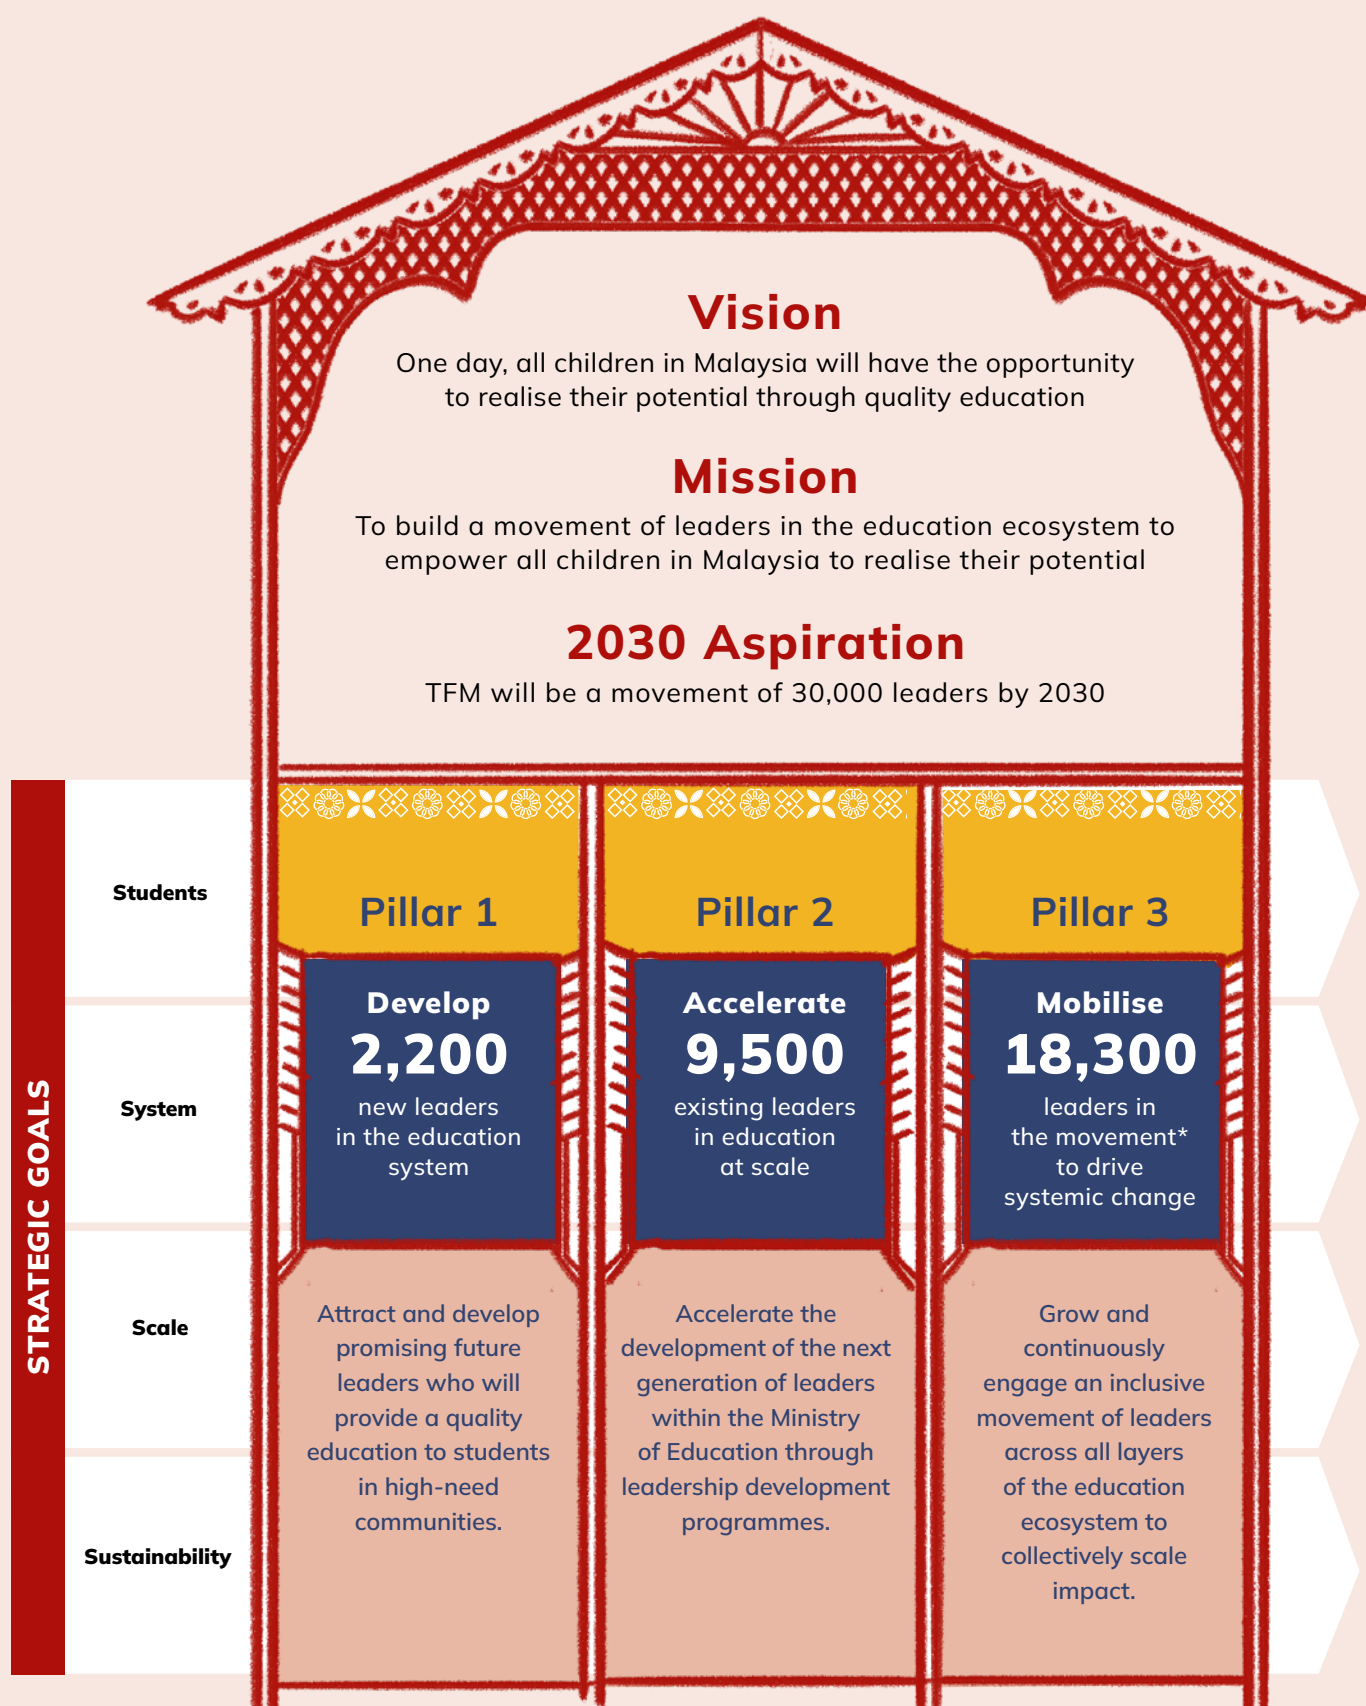 Vision
One day, all children in Malaysia will have the opportunity
to realise their potential through quality education
Mission
To build a movement of leaders in the education ecosystem to
empower all children in Malaysia to realise their potential
2030 Aspiration
TFM will be a movement of 30,000 leaders by 2030
STRATEGIC GOALS
Students
System
Scale
Sustainability
Pillar 1
Develop
2,200
new leaders
in the education
system
Attract and develop
promising future
leaders who will
provide a quality
education to students
in high-need
communities.
Pillar 2
Accelerate
9,500
existing leaders
in education
at scale
Accelerate the
development of the next
generation of leaders
within the Ministry
of Education through
leadership development
programmes.
Pillar 3
Mobilise
18,300
leaders in
the movement*
to drive
systemic change
Grow and
continuously
engage an inclusive
movement of leaders
across all layers
of the education
ecosystem to
collectively scale
impact.